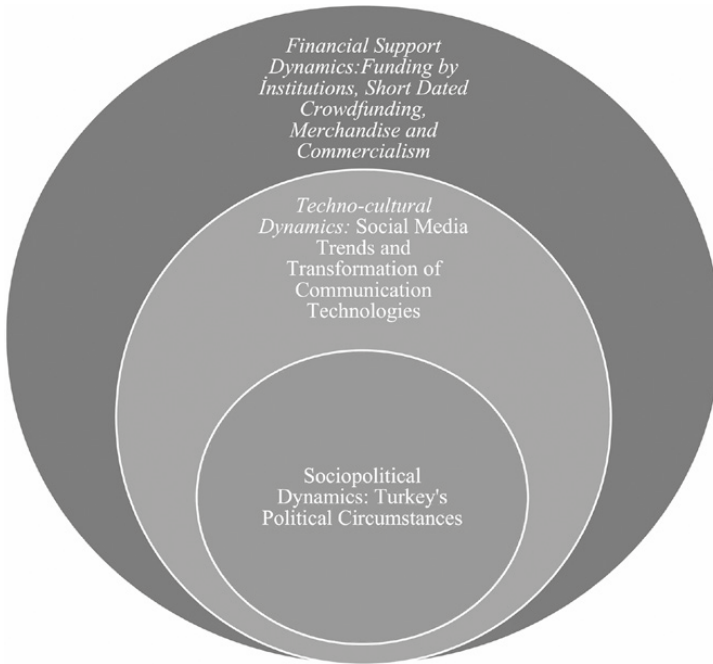 Financial Support
Dynamics:Funding by
İnstitutions, Short Dated
Crowdfunding,
Merchandise and
Commercialism
Techno-cultural
Dynamics: Social Media
Trends and
Transformation of
Communication
Technologies
Sociopolitical
Dynamics: Turkey's
Political Circumstances